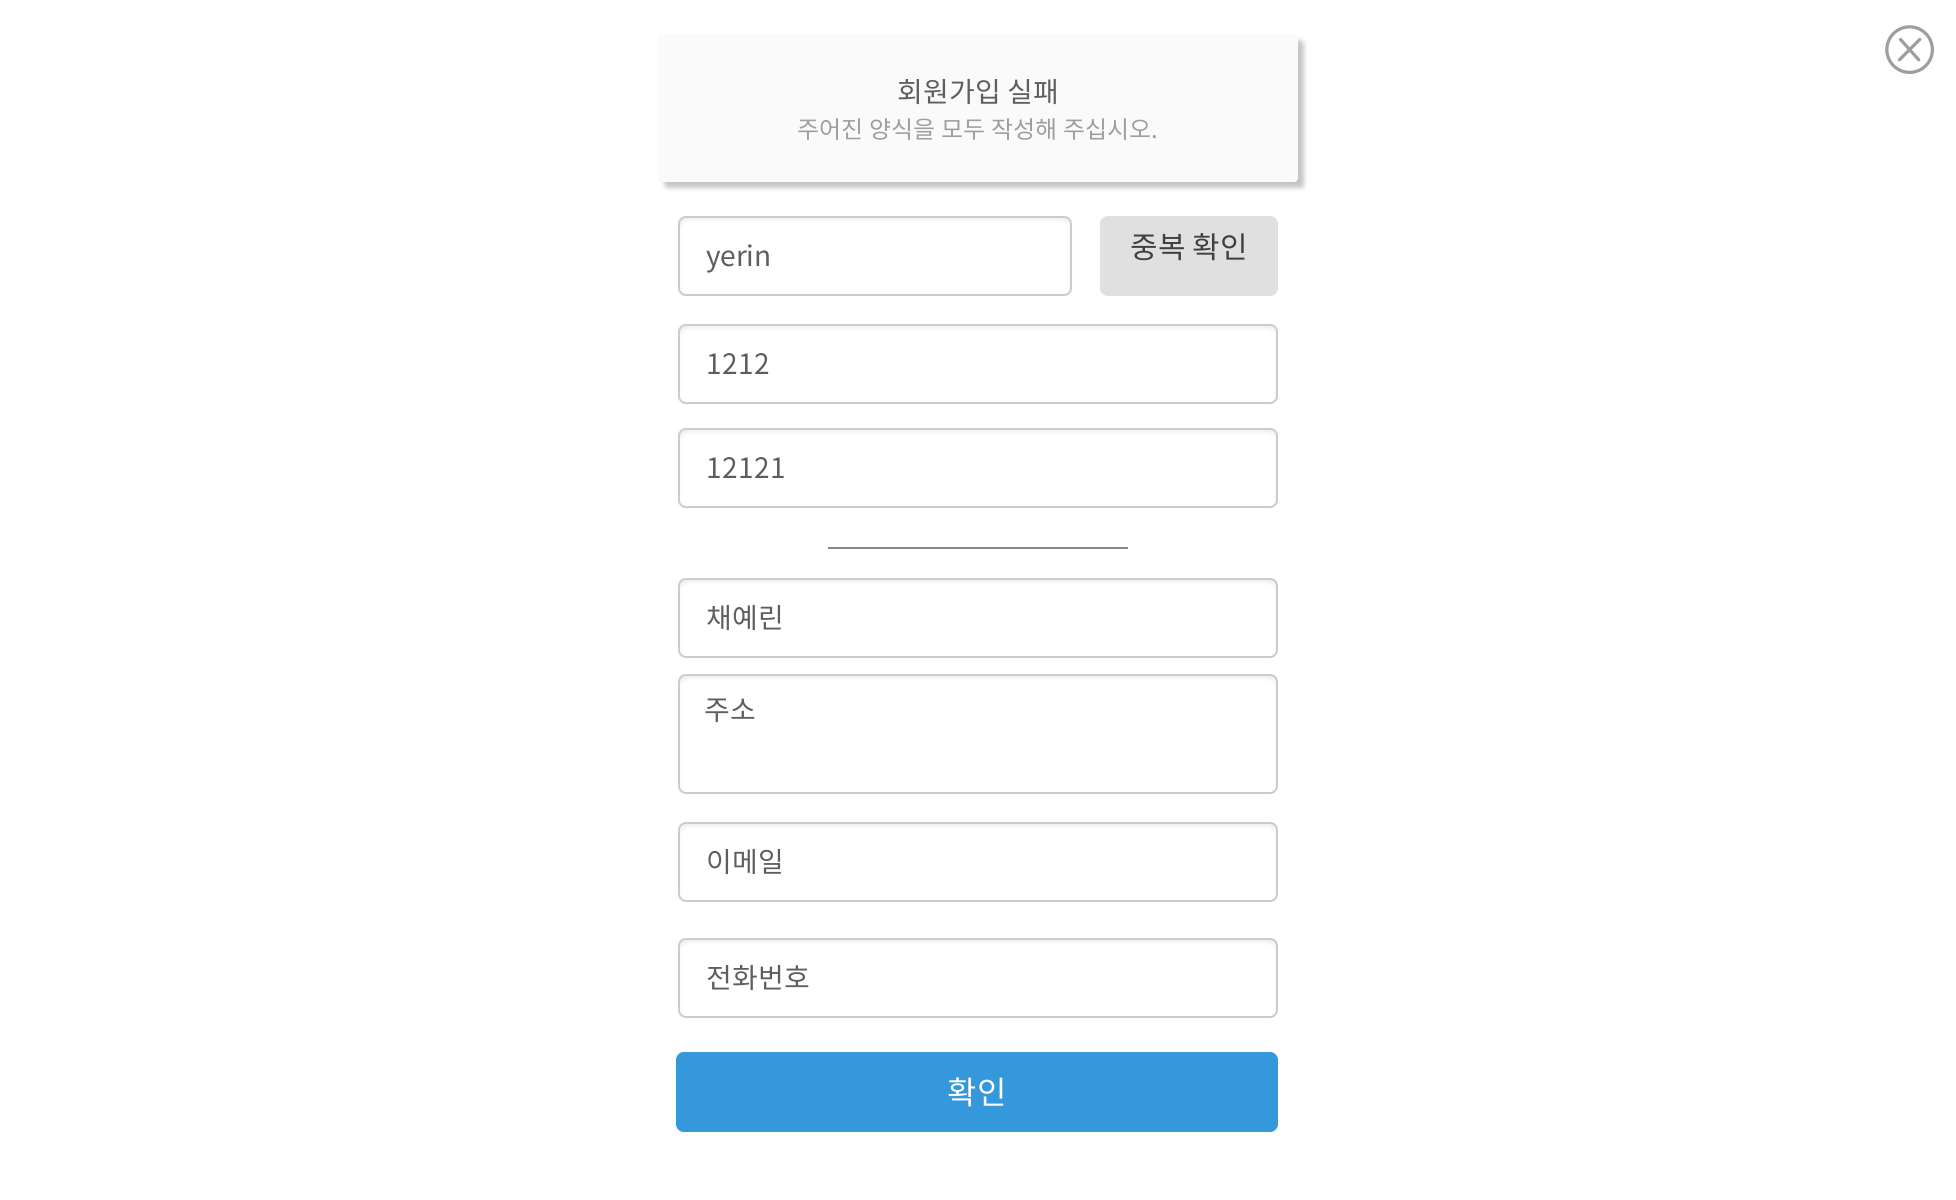 회원가입 실패
주어진 양식을 모두 작성해 주십시오.
yerin
중복 확인
1212
12121
채예린
주소
이메일
전화번호
확인